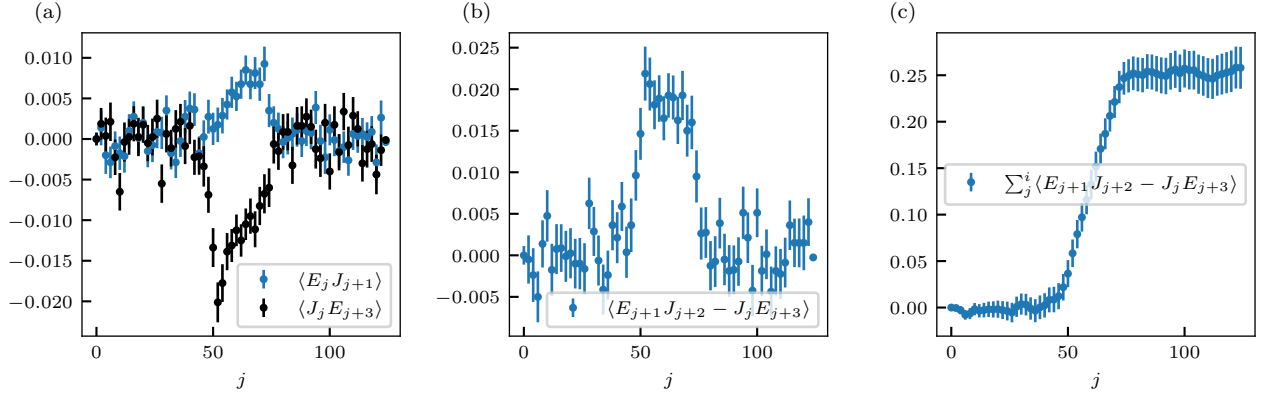 (a)
0.010
0.005
0.000
−0.005
−0.010
−0.015
−0.020
0
50
100
j
⟨E_j J_{j+1}⟩
⟨J_j E_{j+3}⟩
(b)
0.025
0.020
0.015
0.010
0.005
0.000
−0.005
0
50
100
j
⟨E_{j+1} J_{j+2} − J_j E_{j+3}⟩
(c)
0.25
0.20
0.15
0.10
0.05
0.00
0
50
100
j
∑_j^i ⟨E_{j+1} J_{j+2} − J_j E_{j+3}⟩